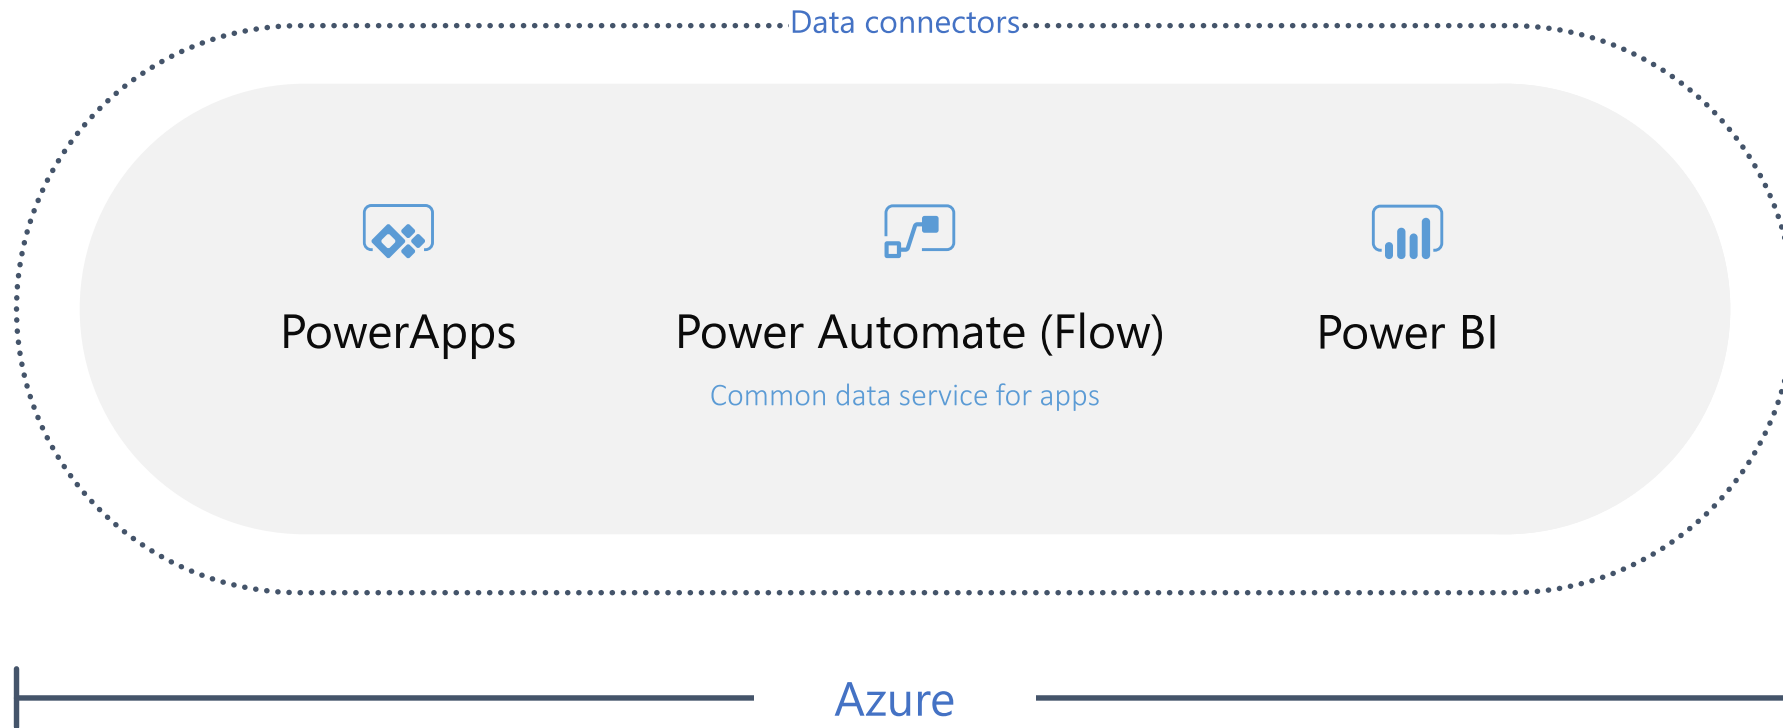 Data connectors
PowerApps
Power Automate (Flow)
Power BI
Common data service for apps
Azure